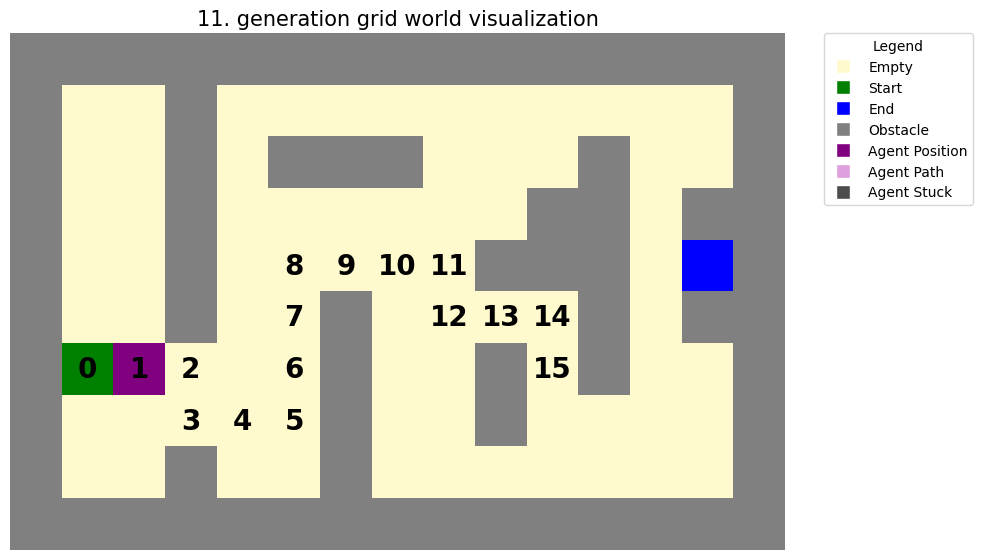 11. generation grid world visualization
Legend
Empty
Start
End
Obstacle
Agent Position
Agent Path
Agent Stuck
8 9 10 11
7 12 13 14
0 1 2 6 15
3 4 5